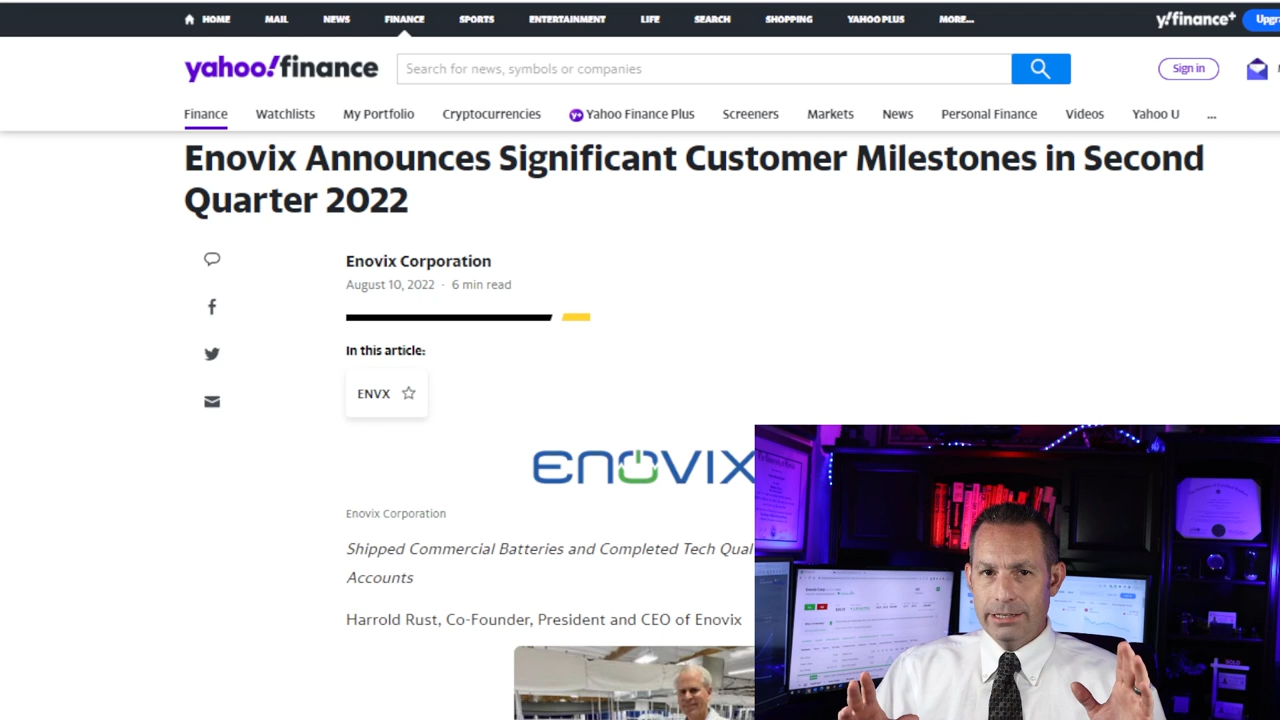 HOME MAIL NEWS FINANCE SPORTS ENTERTAINMENT LIFE SEARCH SHOPPING YAHOO PLUS MORE... y!finance+
yahoo!finance Search for news, symbols or companies Sign in
Finance Watchlists My Portfolio Cryptocurrencies y+ Yahoo Finance Plus Screeners Markets News Personal Finance Videos Yahoo U ...
Enovix Announces Significant Customer Milestones in Second
Quarter 2022
Enovix Corporation
August 10, 2022 · 6 min read
In this article:
ENVX
ENOVIX
Enovix Corporation
Shipped Commercial Batteries and Completed Tech
Accounts
Harrold Rust, Co-Founder, President and CEO of Enovix